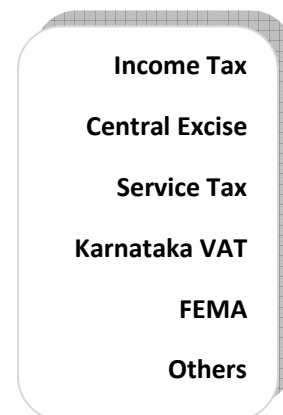 Income Tax
Central Excise
Service Tax
Karnataka VAT
FEMA
Others